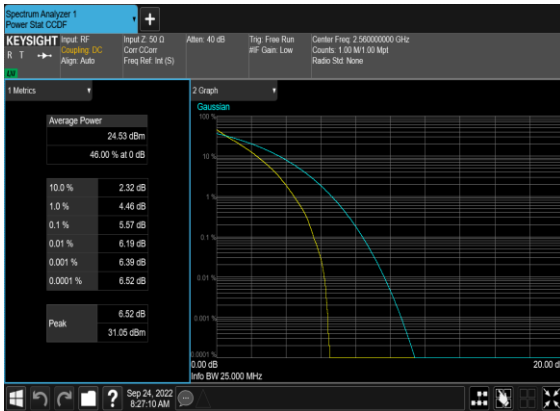 Spectrum Analyzer 1
Power Stat CCDF
+
KEYSIGHT
R T
LXI
Input: RF
Coupling: DC
Align: Auto
Input Z: 50 Ω
Corr CCorr
Freq Ref: Int (S)
Atten: 40 dB
Trig: Free Run
#IF Gain: Low
Center Freq: 2.560000000 GHz
Counts: 1.00 M/1.00 Mpt
Radio Std: None
1 Metrics
Average Power
24.53 dBm
46.00 % at 0 dB
10.0 % 2.32 dB
1.0 % 4.46 dB
0.1 % 5.57 dB
0.01 % 6.19 dB
0.001 % 6.39 dB
0.0001 % 6.52 dB
Peak
6.52 dB
31.05 dBm
2 Graph
Gaussian
100 %
10 %
1 %
0.1 %
0.01 %
0.001 %
0.0001 %
0.00 dB
20.00 d
Info BW 25.000 MHz
?
Sep 24, 2022
8:27:10 AM